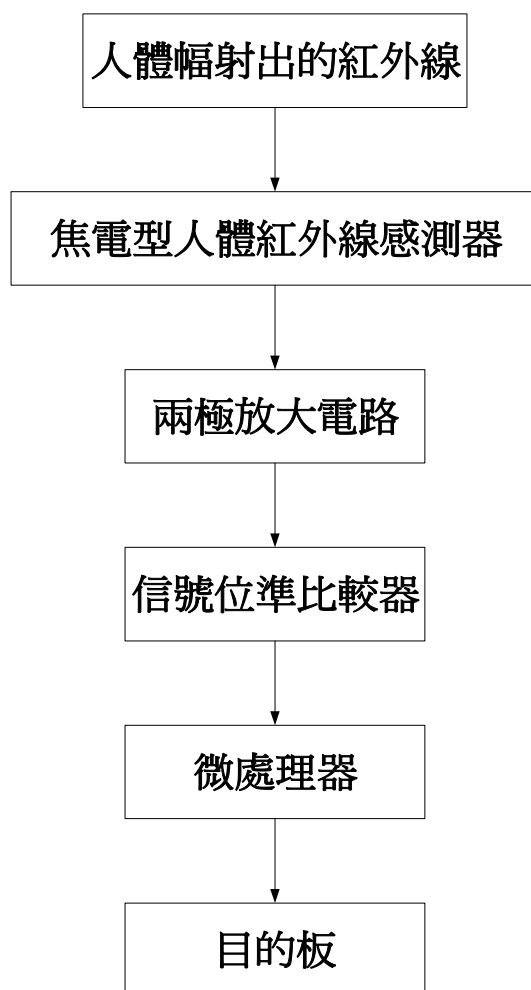 人體幅射出的紅外線
焦電型人體紅外線感測器
兩極放大電路
信號位準比較器
微處理器
目的板